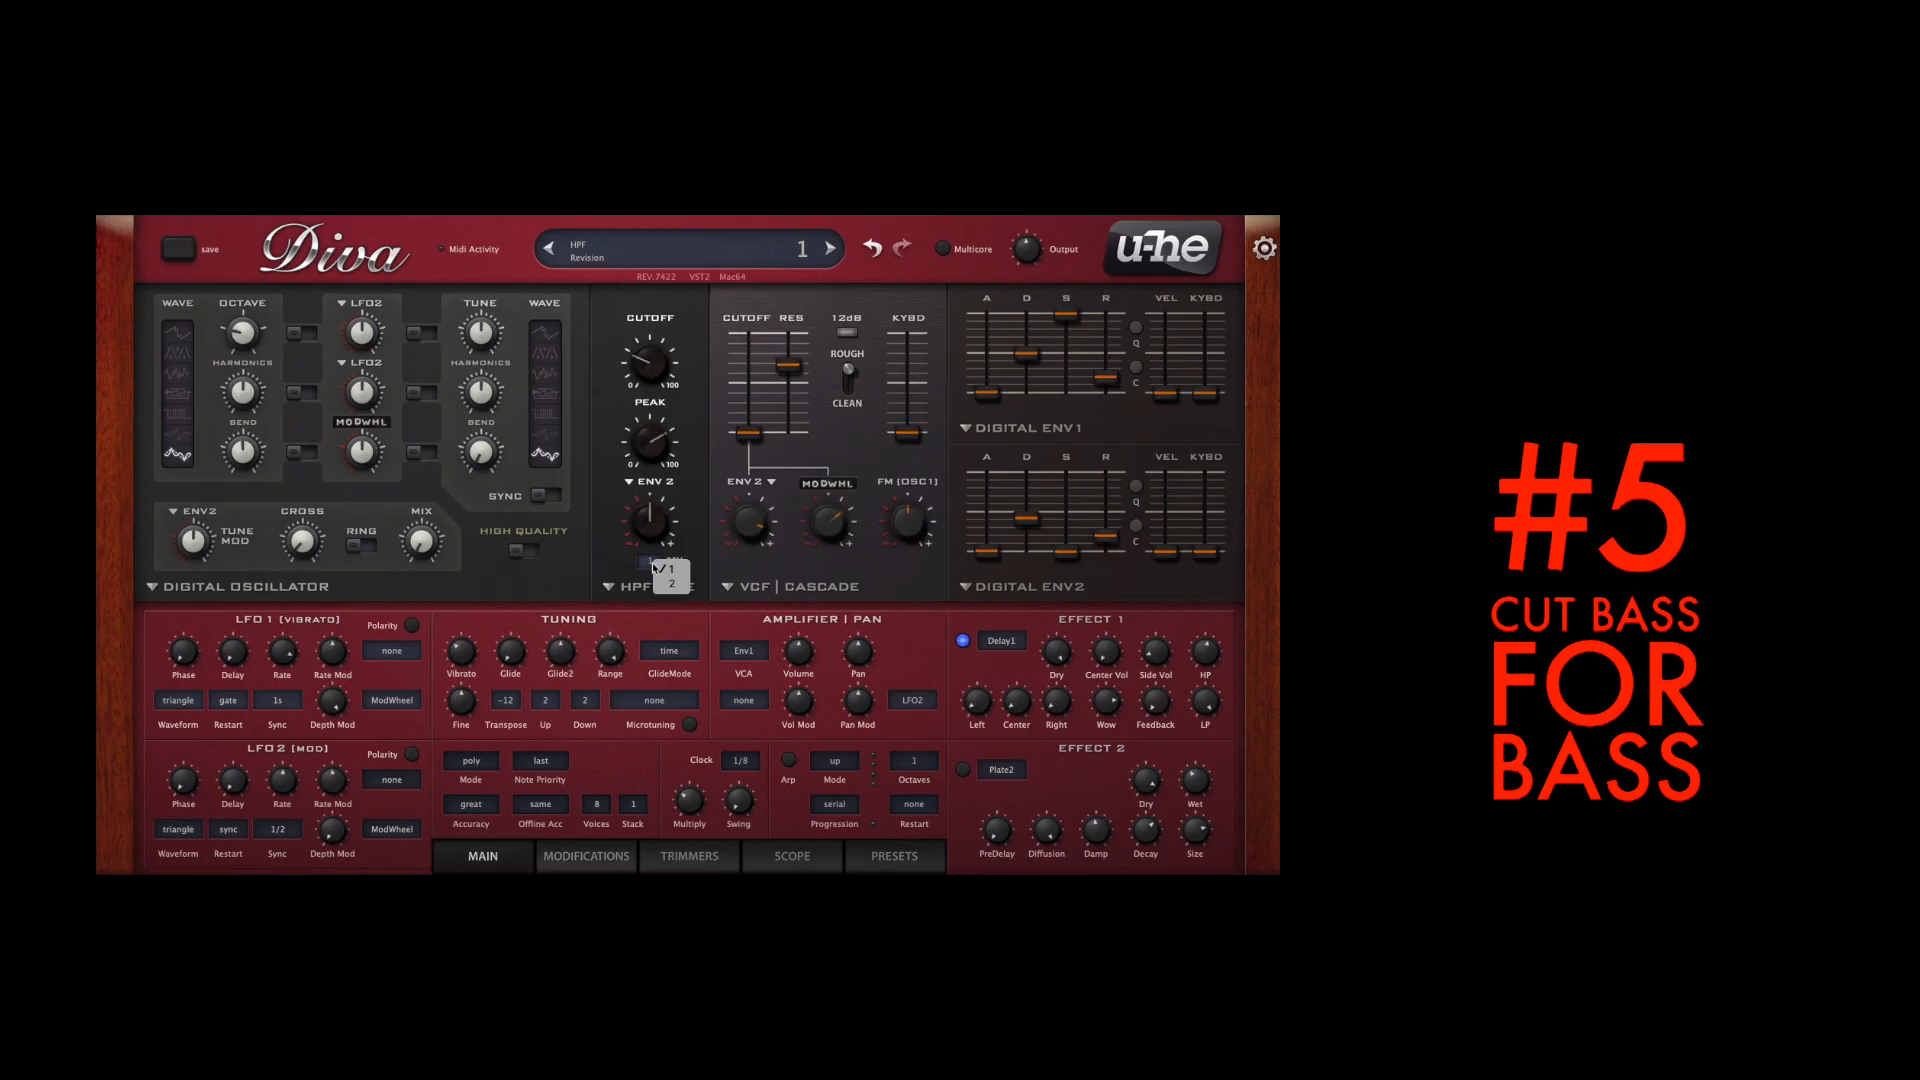 save
Diva
Midi Activity
HPF
Revision
1
Multicore
Output
u-he
REV.7422 VST2 Mac64
WAVE OCTAVE LFO2 TUNE WAVE
HARMONICS LFO2 HARMONICS
BEND MODWHL BEND
SYNC
ENV2 TUNE MOD CROSS RING MIX HIGH QUALITY
DIGITAL OSCILLATOR
CUTOFF
0 100
PEAK
0 100
ENV 2
- +
✓ 1
2
HPF
CUTOFF RES 12dB KYBD
ROUGH
CLEAN
ENV 2 MODWHL FM [OSC1]
- + - + - +
VCF | CASCADE
A D S R VEL KYBD
Q
C
DIGITAL ENV1
A D S R VEL KYBD
Q
C
DIGITAL ENV2
LFO 1 [VIBRATO] Polarity
none
Phase Delay Rate Rate Mod
triangle gate 1s ModWheel
Waveform Restart Sync Depth Mod
LFO 2 [MOD] Polarity
none
Phase Delay Rate Rate Mod
triangle sync 1/2 ModWheel
Waveform Restart Sync Depth Mod
TUNING
time
Vibrato Glide Glide2 Range GlideMode
-12 2 2 none
Fine Transpose Up Down Microtuning
AMPLIFIER | PAN
Env1
VCA Volume Pan
none LFO2
Vol Mod Pan Mod
EFFECT 1
Delay1
Dry Center Vol Side Vol HP
Left Center Right Wow Feedback LP
poly last Clock 1/8 up 1
Mode Note Priority Arp Mode Octaves
great same 8 1 serial none
Accuracy Offline Acc Voices Stack Multiply Swing Progression Restart
EFFECT 2
Plate2
Dry Wet
PreDelay Diffusion Damp Decay Size
MAIN MODIFICATIONS TRIMMERS SCOPE PRESETS
#5
CUT BASS
FOR
BASS